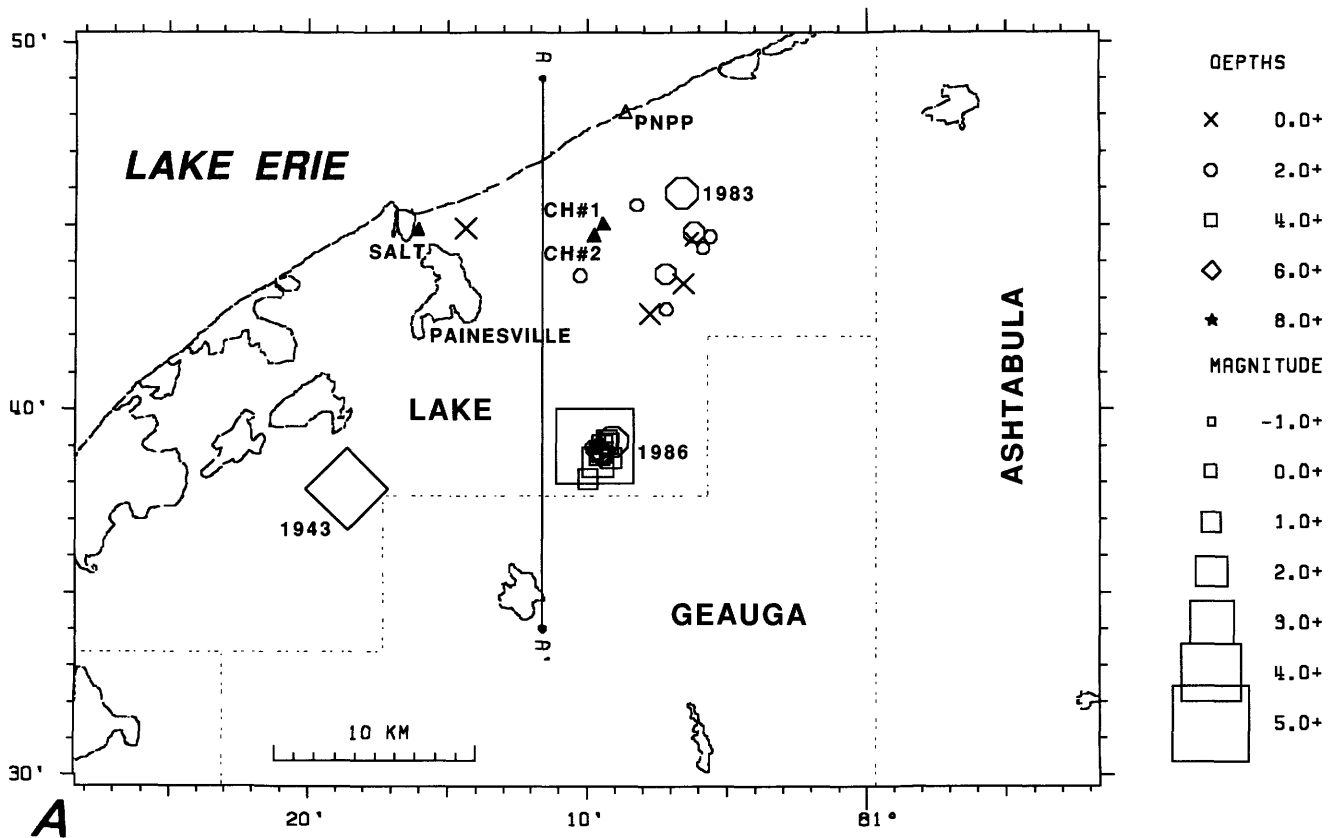 50'
A
DEPTHS
0.0+
PNPP
LAKE ERIE
2.0+
1983
CH#1
4.0+
SALT
CH#2
6.0+
8.0+
PAINESVILLE
ASHTABULA
MAGNITUDE
40'
LAKE
-1.0+
1986
0.0+
1943
1.0+
2.0+
GEAUGA
3.0+
A'
4.0+
10 KM
5.0+
30'
A
20'
10'
81°